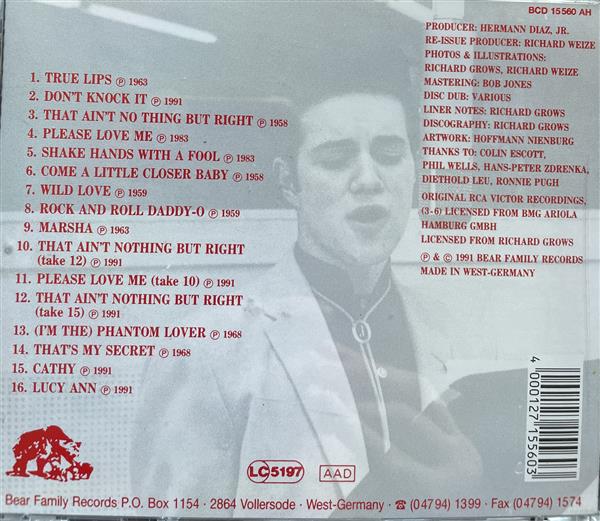 BCD 15560 AH
1. TRUE LIPS ℗ 1963
2. DON'T KNOCK IT ℗ 1991
3. THAT AIN'T NO THING BUT RIGHT ℗ 1958
4. PLEASE LOVE ME ℗ 1983
5. SHAKE HANDS WITH A FOOL ℗ 1983
6. COME A LITTLE CLOSER BABY ℗ 1958
7. WILD LOVE ℗ 1959
8. ROCK AND ROLL DADDY-O ℗ 1959
9. MARSHA ℗ 1963
10. THAT AIN'T NOTHING BUT RIGHT
(take 12) ℗ 1991
11. PLEASE LOVE ME (take 10) ℗ 1991
12. THAT AIN'T NOTHING BUT RIGHT
(take 15) ℗ 1991
13. (I'M THE) PHANTOM LOVER ℗ 1968
14. THAT'S MY SECRET ℗ 1968
15. CATHY ℗ 1991
16. LUCY ANN ℗ 1991
PRODUCER: HERMANN DIAZ, JR.
RE-ISSUE PRODUCER: RICHARD WEIZE
PHOTOS & ILLUSTRATIONS:
RICHARD GROWS, RICHARD WEIZE
MASTERING: BOB JONES
DISC DUB: VARIOUS
LINER NOTES: RICHARD GROWS
DISCOGRAPHY: RICHARD GROWS
ARTWORK: HOFFMANN NIENBURG
THANKS TO: COLIN ESCOTT,
PHIL WELLS, HANS-PETER ZDRENKA,
DIETHOLD LEU, RONNIE PUGH
ORIGINAL RCA VICTOR RECORDINGS,
(3-6) LICENSED FROM BMG ARIOLA
HAMBURG GMBH
LICENSED FROM RICHARD GROWS
℗ & © 1991 BEAR FAMILY RECORDS
MADE IN WEST-GERMANY
4 000127 155603
LC 5197
AAD
Bear Family Records P.O. Box 1154 · 2864 Vollersode · West-Germany · ☎ (04794) 1399 · Fax (04794) 1574